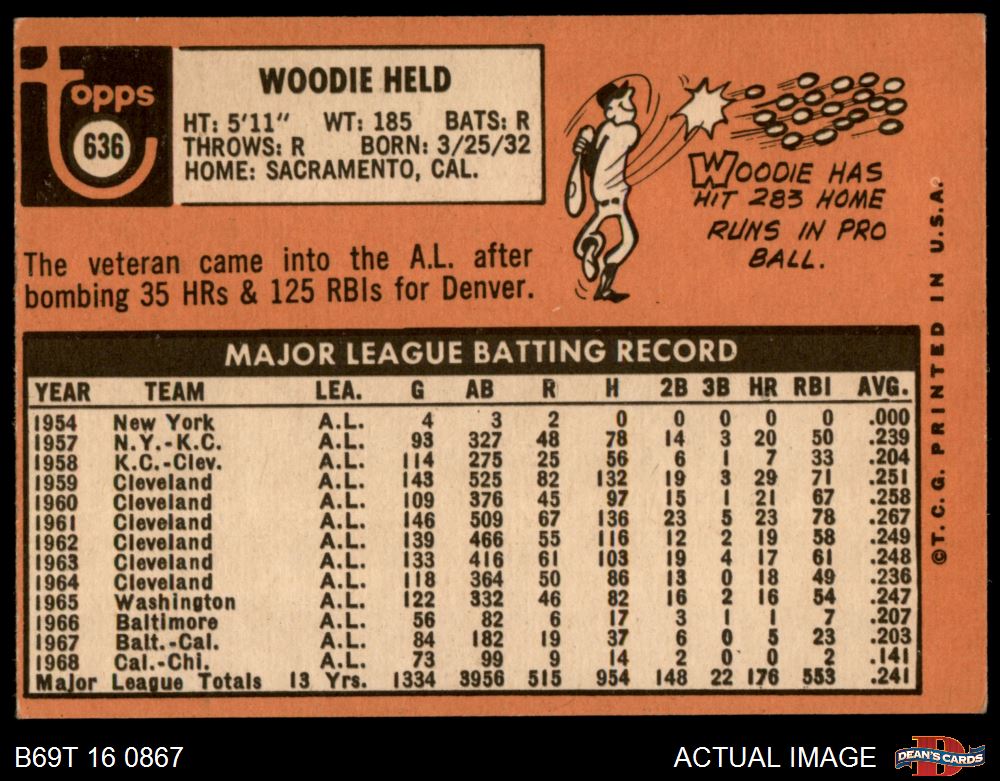 topps
636
WOODIE HELD
HT: 5'11" WT: 185 BATS: R
THROWS: R BORN: 3/25/32
HOME: SACRAMENTO, CAL.
The veteran came into the A.L. after
bombing 35 HRs & 125 RBIs for Denver.
WOODIE HAS
HIT 283 HOME
RUNS IN PRO
BALL.
MAJOR LEAGUE BATTING RECORD
YEAR TEAM LEA. G AB R H 2B 3B HR RBI AVG.
1954 New York A.L. 4 3 2 0 0 0 0 0 .000
1957 N.Y.-K.C. A.L. 93 327 48 78 14 3 20 50 .239
1958 K.C.-Clev. A.L. 114 275 25 56 6 1 7 33 .204
1959 Cleveland A.L. 143 525 82 132 19 3 29 71 .251
1960 Cleveland A.L. 109 376 45 97 15 1 21 67 .258
1961 Cleveland A.L. 146 509 67 136 23 5 23 78 .267
1962 Cleveland A.L. 139 466 55 116 12 2 19 58 .249
1963 Cleveland A.L. 133 416 61 103 19 4 17 61 .248
1964 Cleveland A.L. 118 364 50 86 13 0 18 49 .236
1965 Washington A.L. 122 332 46 82 16 2 16 54 .247
1966 Baltimore A.L. 56 82 6 17 3 1 1 7 .207
1967 Balt.-Cal. A.L. 84 182 19 37 6 0 5 23 .203
1968 Cal.-Chi. A.L. 73 99 9 14 2 0 0 2 .141
Major League Totals 13 Yrs. 1334 3956 515 954 148 22 176 553 .241
©T.C.G. PRINTED IN U.S.A.
B69T 16 0867
ACTUAL IMAGE
DEAN'S CARDS